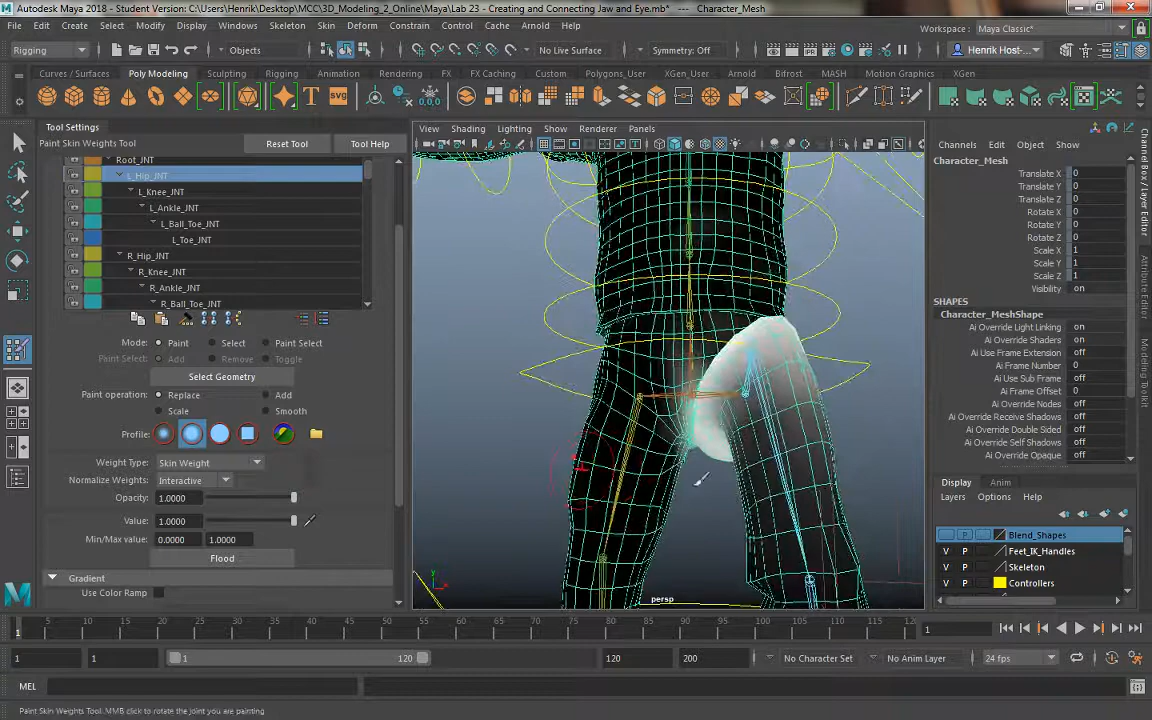 Autodesk Maya 2018 - Student Version: C:\Users\Henrik\Desktop\MCC\3D_Modeling_2_Online\Maya\Lab 23 - Creating and Connecting Jaw and Eye.mb* --- Character_Mesh
File Edit Create Select Modify Display Windows Skeleton Skin Deform Constrain Control Cache Arnold Help
Workspace : Maya Classic*
Rigging Objects No Live Surface Symmetry: Off Henrik Host-...
Curves / Surfaces Poly Modeling Sculpting Rigging Animation Rendering FX FX Caching Custom Polygons_User XGen_User Arnold Bifrost MASH Motion Graphics XGen
Tool Settings
Paint Skin Weights Tool Reset Tool Tool Help
Root_JNT
L_Hip_JNT
L_Knee_JNT
L_Ankle_JNT
L_Ball_Toe_JNT
L_Toe_JNT
R_Hip_JNT
R_Knee_JNT
R_Ankle_JNT
R_Ball_Toe_JNT
Mode: Paint Select Paint Select
Paint Select: Add Remove Toggle
Select Geometry
Paint operation: Replace Add
Scale Smooth
Profile:
Weight Type: Skin Weight
Normalize Weights: Interactive
Opacity: 1.0000
Value: 1.0000
Min/Max value: 0.0000 1.0000
Flood
Gradient
Use Color Ramp
View Shading Lighting Show Renderer Panels
persp
Channels Edit Object Show
Character_Mesh
Translate X 0
Translate Y 0
Translate Z 0
Rotate X 0
Rotate Y 0
Rotate Z 0
Scale X 1
Scale Y 1
Scale Z 1
Visibility on
SHAPES
Character_MeshShape
Ai Override Light Linking on
Ai Override Shaders on
Ai Use Frame Extension off
Ai Frame Number 0
Ai Use Sub Frame off
Ai Frame Offset 0
Ai Override Nodes off
Ai Override Receive Shadows off
Ai Override Double Sided off
Ai Override Self Shadows off
Ai Override Opaque off
Display Anim
Layers Options Help
P Blend_Shapes
V P Feet_IK_Handles
V P Skeleton
V P Controllers
Channel Box / Layer Editor
Attribute Editor
Modeling Toolkit
5 10 15 20 25 30 35 40 45 50 55 60 65 70 75 80 85 90 95 100 105 110 115 12
1
1
1 1 1 120 120 200 No Character Set No Anim Layer 24 fps
MEL
Paint Skin Weights Tool: MMB click to rotate the joint you are painting